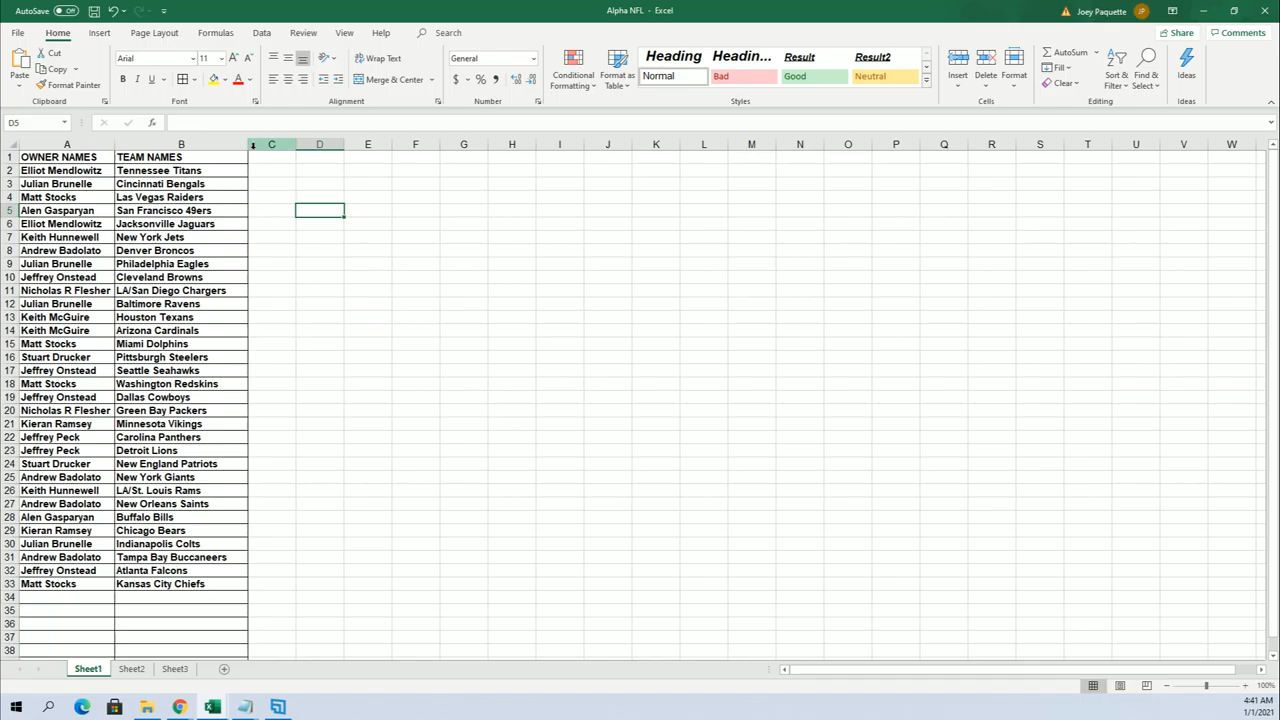 AutoSave Off
Alpha NFL - Excel
Joey Paquette JP
File Home Insert Page Layout Formulas Data Review View Help Search
Share Comments
Paste
Cut
Copy
Format Painter
Clipboard
Arial 11
B I U
Font
Wrap Text
Merge & Center
Alignment
General
$ % ,
Number
Conditional Formatting
Format as Table
Heading Headin... Result Result2
Normal Bad Good Neutral
Styles
Insert Delete Format
Cells
AutoSum
Fill
Clear
Sort & Filter
Find & Select
Editing
Ideas
Ideas
D5 fx
A B C D E F G H I J K L M N O P Q R S T U V W
1 OWNER NAMES TEAM NAMES
2 Elliot Mendlowitz Tennessee Titans
3 Julian Brunelle Cincinnati Bengals
4 Matt Stocks Las Vegas Raiders
5 Alen Gasparyan San Francisco 49ers
6 Elliot Mendlowitz Jacksonville Jaguars
7 Keith Hunnewell New York Jets
8 Andrew Badolato Denver Broncos
9 Julian Brunelle Philadelphia Eagles
10 Jeffrey Onstead Cleveland Browns
11 Nicholas R Flesher LA/San Diego Chargers
12 Julian Brunelle Baltimore Ravens
13 Keith McGuire Houston Texans
14 Keith McGuire Arizona Cardinals
15 Matt Stocks Miami Dolphins
16 Stuart Drucker Pittsburgh Steelers
17 Jeffrey Onstead Seattle Seahawks
18 Matt Stocks Washington Redskins
19 Jeffrey Onstead Dallas Cowboys
20 Nicholas R Flesher Green Bay Packers
21 Kieran Ramsey Minnesota Vikings
22 Jeffrey Peck Carolina Panthers
23 Jeffrey Peck Detroit Lions
24 Stuart Drucker New England Patriots
25 Andrew Badolato New York Giants
26 Keith Hunnewell LA/St. Louis Rams
27 Andrew Badolato New Orleans Saints
28 Alen Gasparyan Buffalo Bills
29 Kieran Ramsey Chicago Bears
30 Julian Brunelle Indianapolis Colts
31 Andrew Badolato Tampa Bay Buccaneers
32 Jeffrey Onstead Atlanta Falcons
33 Matt Stocks Kansas City Chiefs
34
35
36
37
38
Sheet1 Sheet2 Sheet3
100%
4:41 AM
1/1/2021